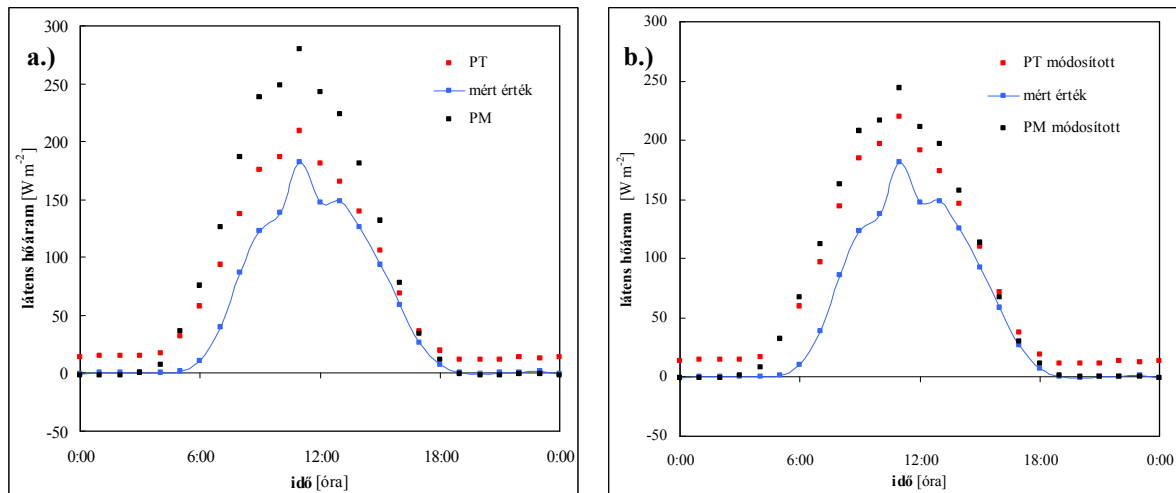 a.)
300
250
200
150
100
50
0
-50
látens hőáram [W m-2]
PT
mért érték
PM
0:00 6:00 12:00 18:00 0:00
idő [óra]
b.)
300
250
200
150
100
50
0
-50
látens hőáram [W m-2]
PT módosított
mért érték
PM módosított
0:00 6:00 12:00 18:00 0:00
idő [óra]